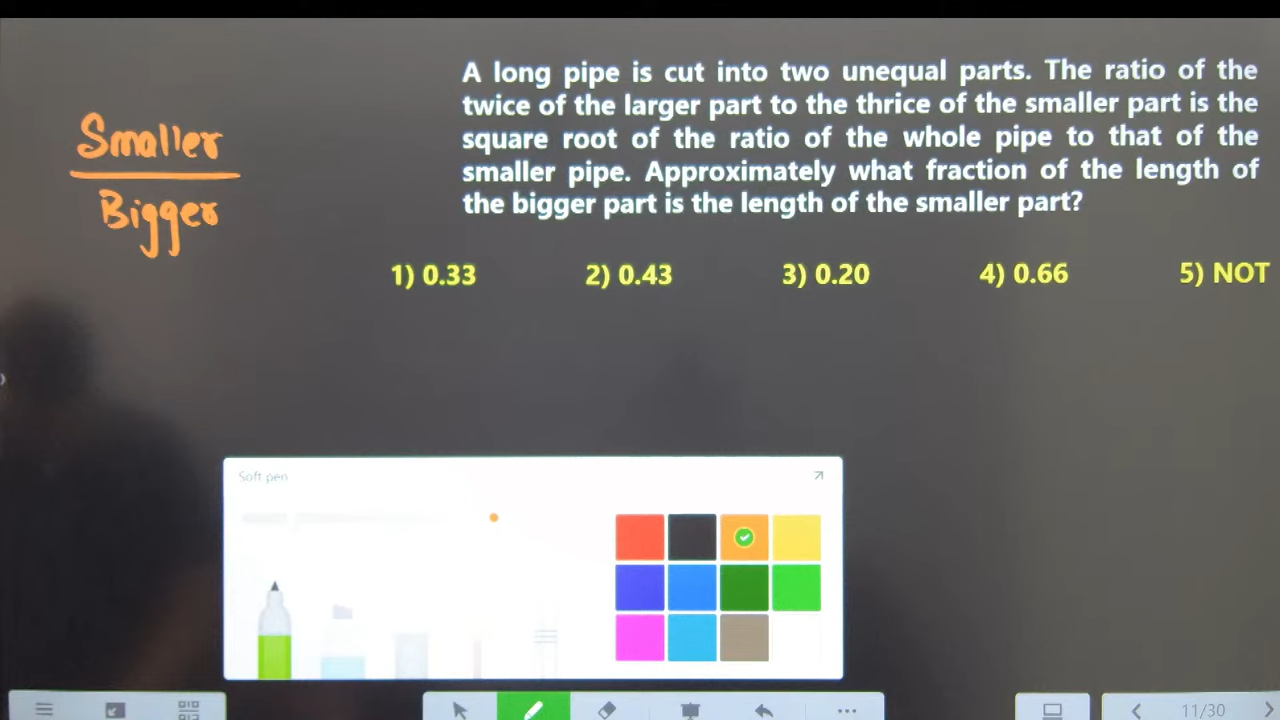 A long pipe is cut into two unequal parts. The ratio of the
twice of the larger part to the thrice of the smaller part is the
square root of the ratio of the whole pipe to that of the
smaller pipe. Approximately what fraction of the length of
the bigger part is the length of the smaller part?
Smaller
Bigger
1) 0.33 2) 0.43 3) 0.20 4) 0.66 5) NOT
Soft pen
11/30